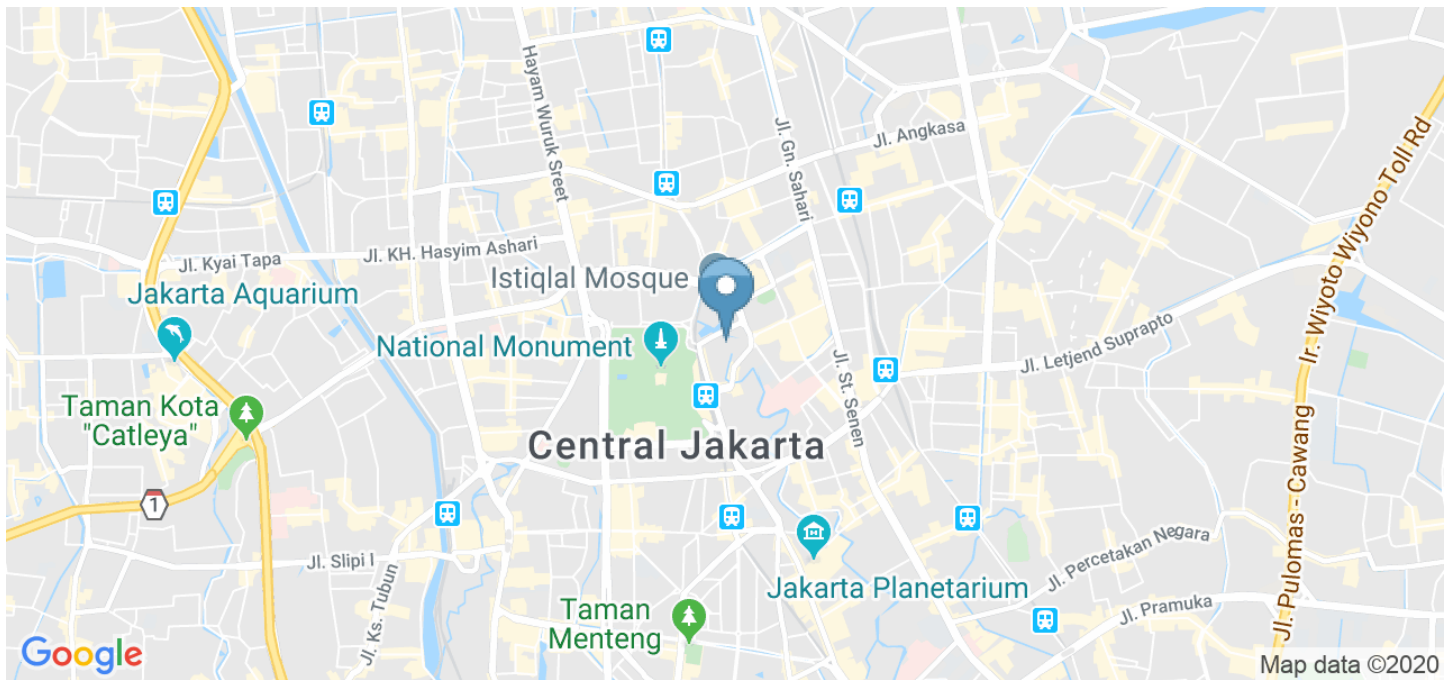 Hayam Wuruk Sreet
Jl. Gn. Sahari
Jl. Angkasa
Ir. Wiyoto Wiyono Toll Rd
Jl. KH. Hasyim Ashari
Jl. Kyai Tapa
Istiqlal Mosque
Jakarta Aquarium
National Monument
Jl. Letjend Suprapto
Jl. St. Senen
Taman Kota
"Catleya"
Central Jakarta
1
Jl. Pulomas - Cawang
Jl. Slipi I
Jl. Ks. Tubun
Jl. Percetakan Negara
Jakarta Planetarium
Jl. Pramuka
Taman
Menteng
Google
Map data ©2020